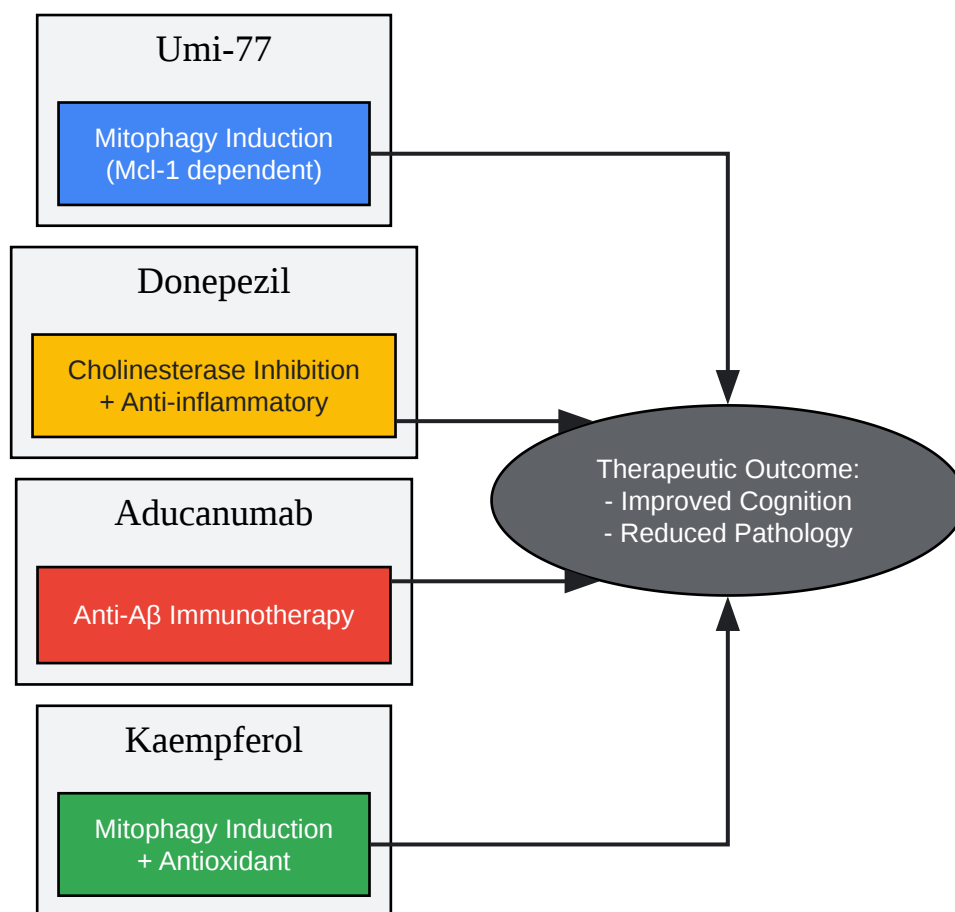 Umi-77
Mitophagy Induction
(Mcl-1 dependent)
Donepezil
Cholinesterase Inhibition
+ Anti-inflammatory
Therapeutic Outcome:
- Improved Cognition
- Reduced Pathology
Aducanumab
Anti-Aβ Immunotherapy
Kaempferol
Mitophagy Induction
+ Antioxidant